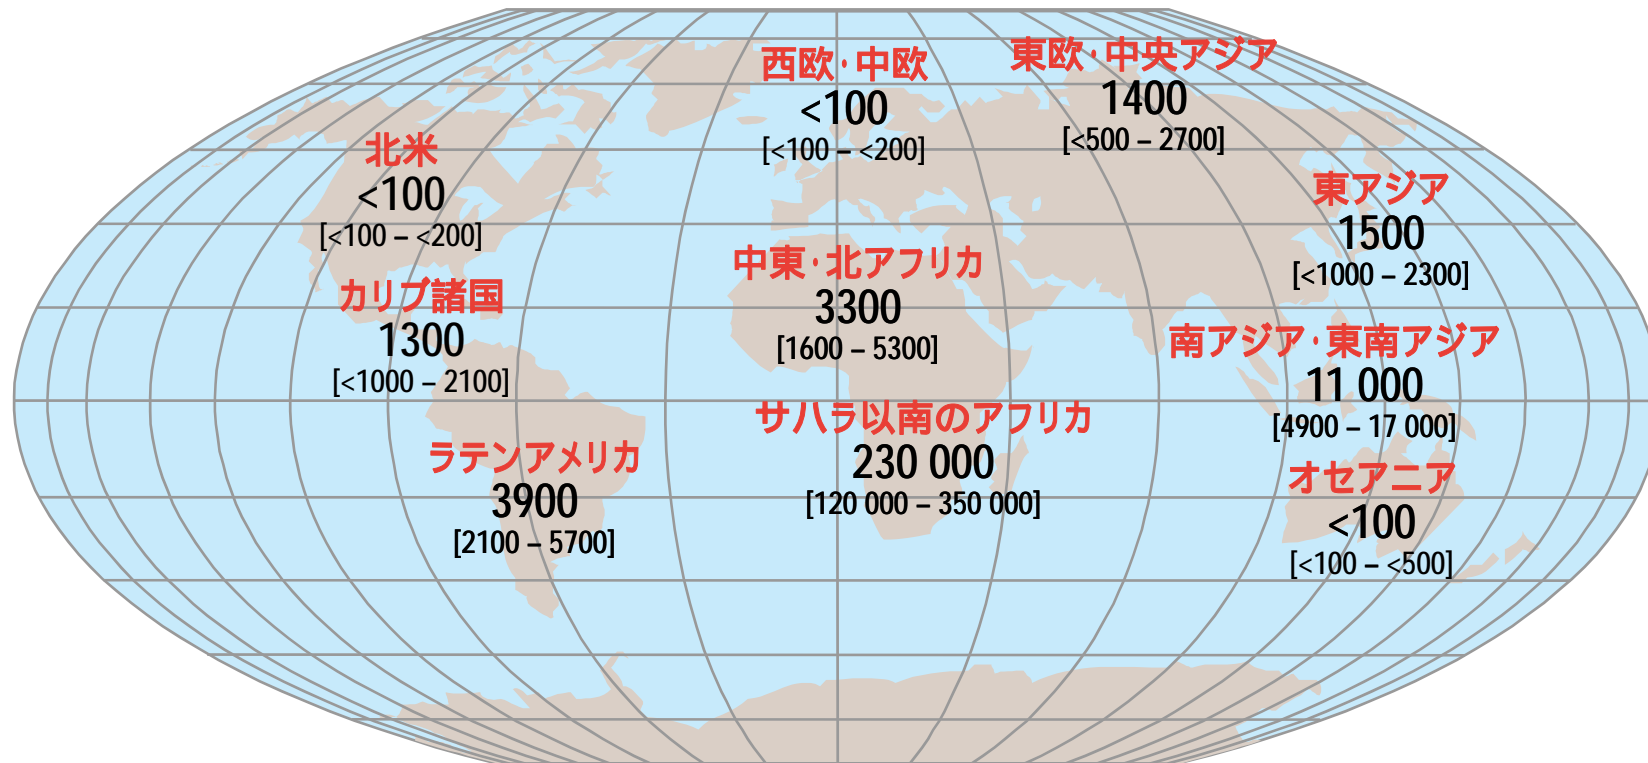 西欧·中欧
<100
[<100 – <200]
東欧·中央アジア
1400
[<500 – 2700]
北米
<100
[<100 – <200]
東アジア
1500
[<1000 – 2300]
中東·北アフリカ
3300
[1600 – 5300]
カリブ諸国
1300
[<1000 – 2100]
南アジア·東南アジア
11 000
[4900 – 17 000]
サハラ以南のアフリカ
230 000
[120 000 – 350 000]
ラテンアメリカ
3900
[2100 – 5700]
オセアニア
<100
[<100 – <500]